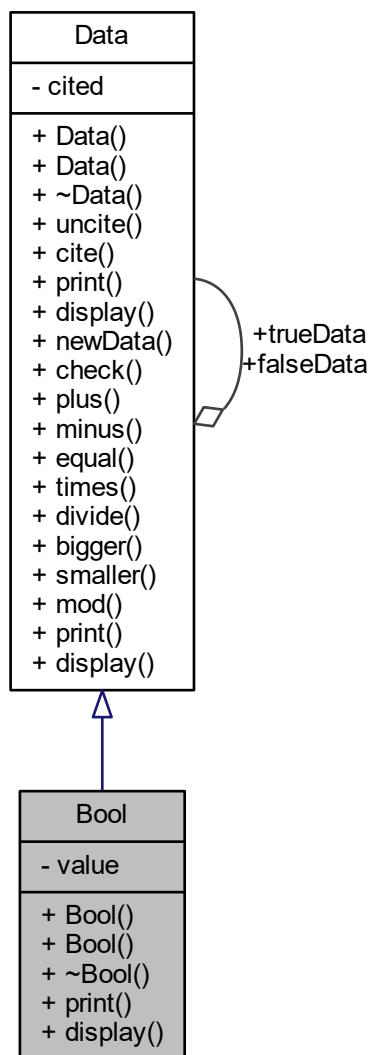 Data
- cited
+ Data()
+ Data()
+ ~Data()
+ uncite()
+ cite()
+ print()
+ display()
+ newData()
+ check()
+ plus()
+ minus()
+ equal()
+ times()
+ divide()
+ bigger()
+ smaller()
+ mod()
+ print()
+ display()
+trueData
+falseData
Bool
- value
+ Bool()
+ Bool()
+ ~Bool()
+ print()
+ display()